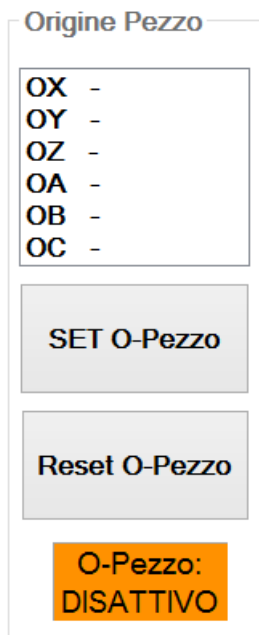 Origine Pezzo
OX -
OY -
OZ -
OA -
OB -
OC -
SET O-Pezzo
Reset O-Pezzo
O-Pezzo:
DISATTIVO